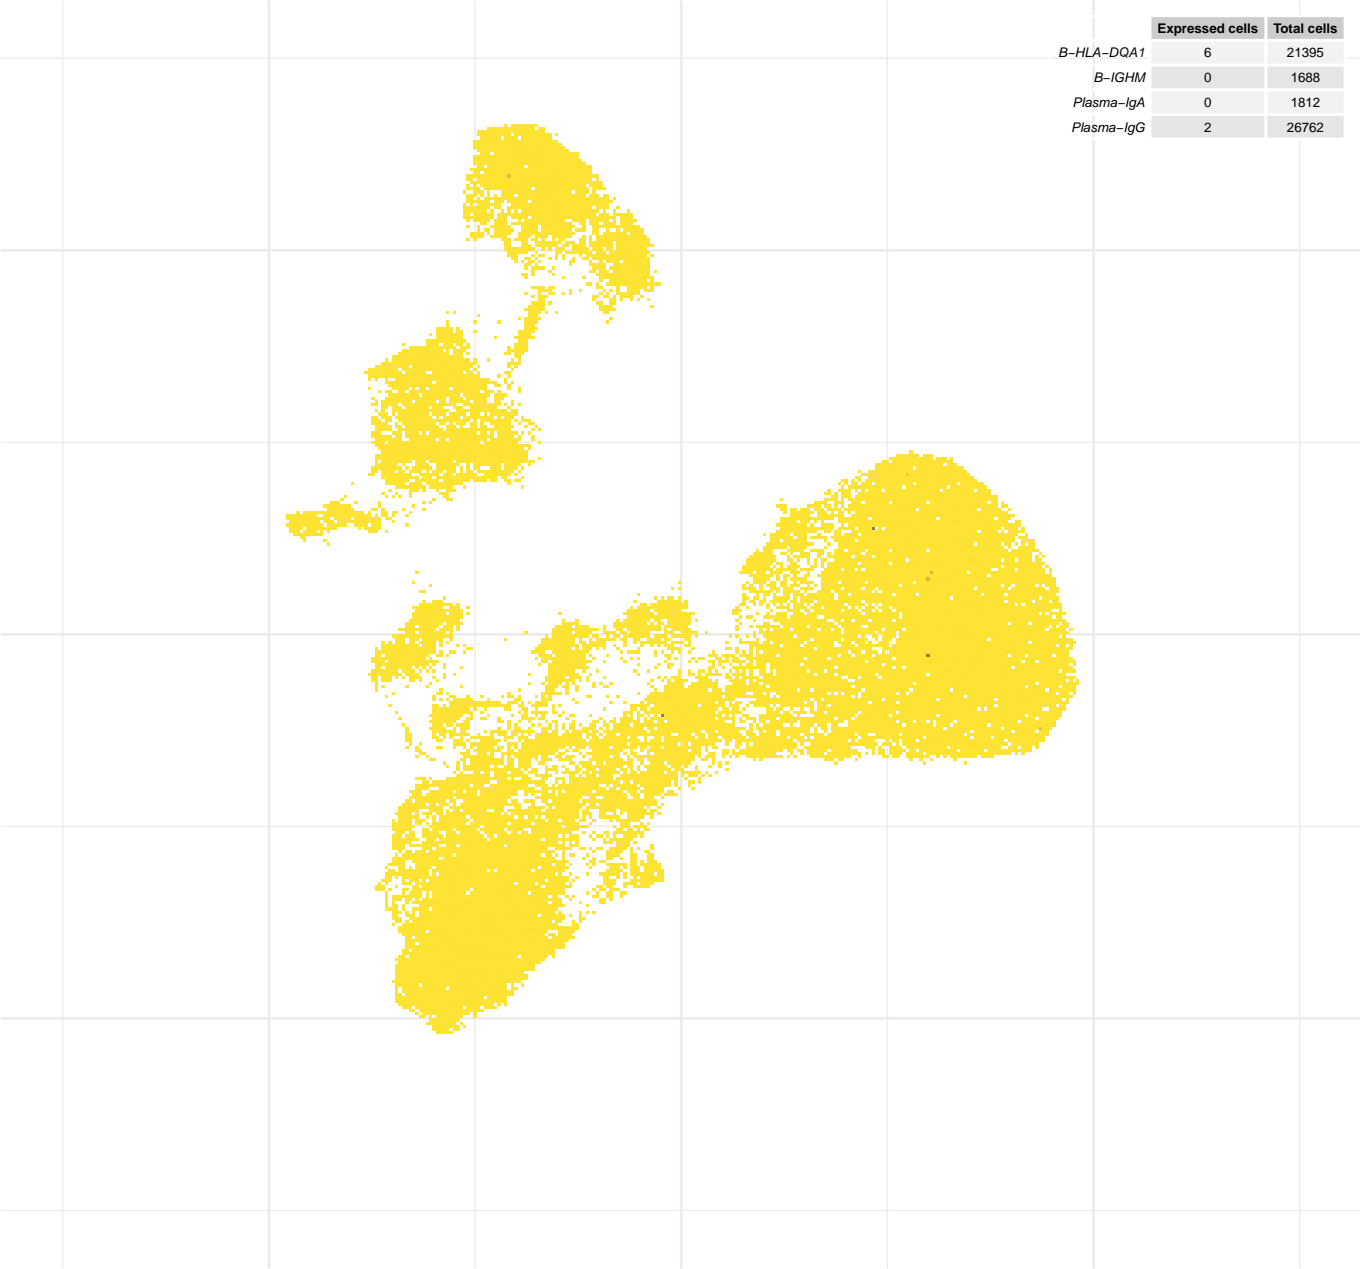 Expressed cells Total cells
B−HLA−DQA1 6 21395
B−IGHM 0 1688
Plasma−IgA 0 1812
Plasma−IgG 2 26762